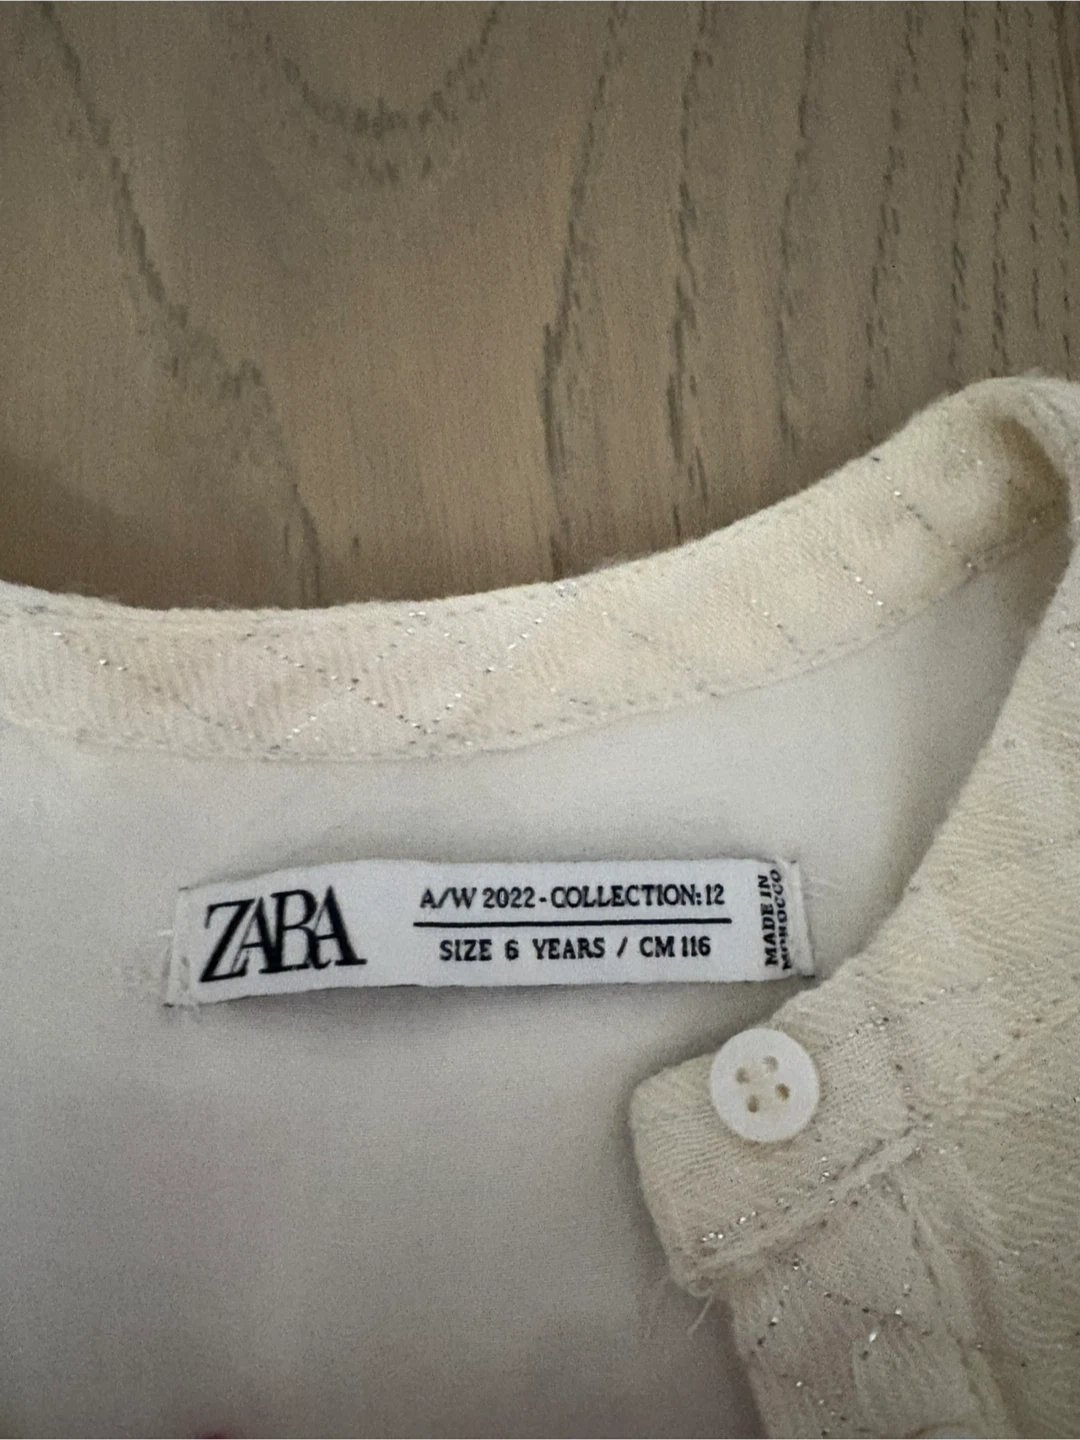 ZARA
A/W 2022-COLLECTION:12
SIZE 6 YEARS / CM 116
MADE IN
MOROCCO